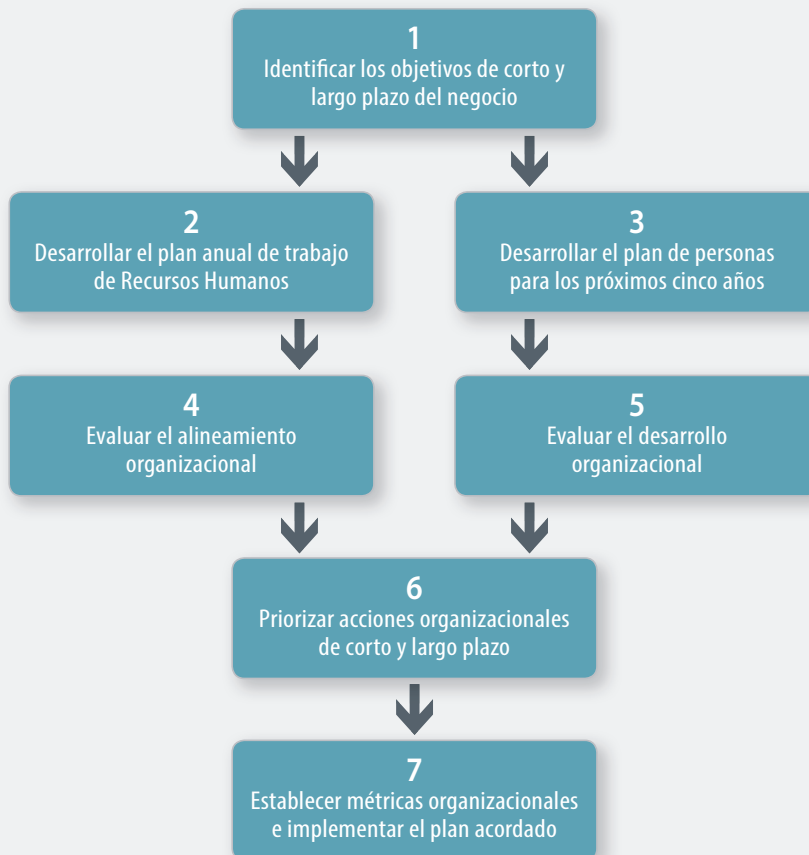 1
Identificar los objetivos de corto y
largo plazo del negocio
2
Desarrollar el plan anual de trabajo
de Recursos Humanos
3
Desarrollar el plan de personas
para los próximos cinco años
4
Evaluar el alineamiento
organizacional
5
Evaluar el desarrollo
organizacional
6
Priorizar acciones organizacionales
de corto y largo plazo
7
Establecer métricas organizacionales
e implementar el plan acordado